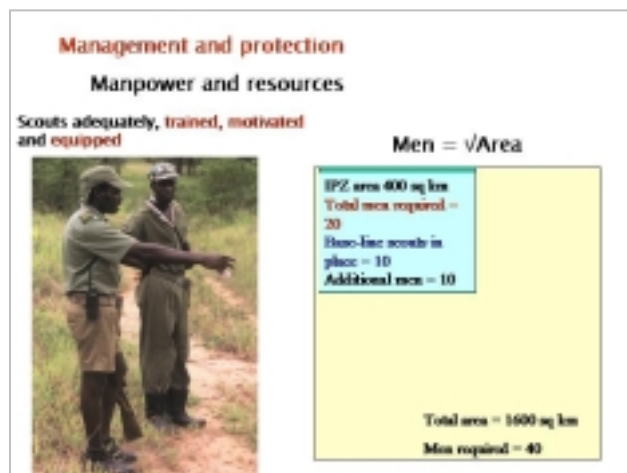 Management and protection
Manpower and resources
Scouts adequately, trained, motivated
and equipped
Men = √Area
IPZ area 400 sq km
Total men required =
20
Base-line scouts in
place = 10
Additional men = 10
Total area = 1600 sq km
Men required = 40